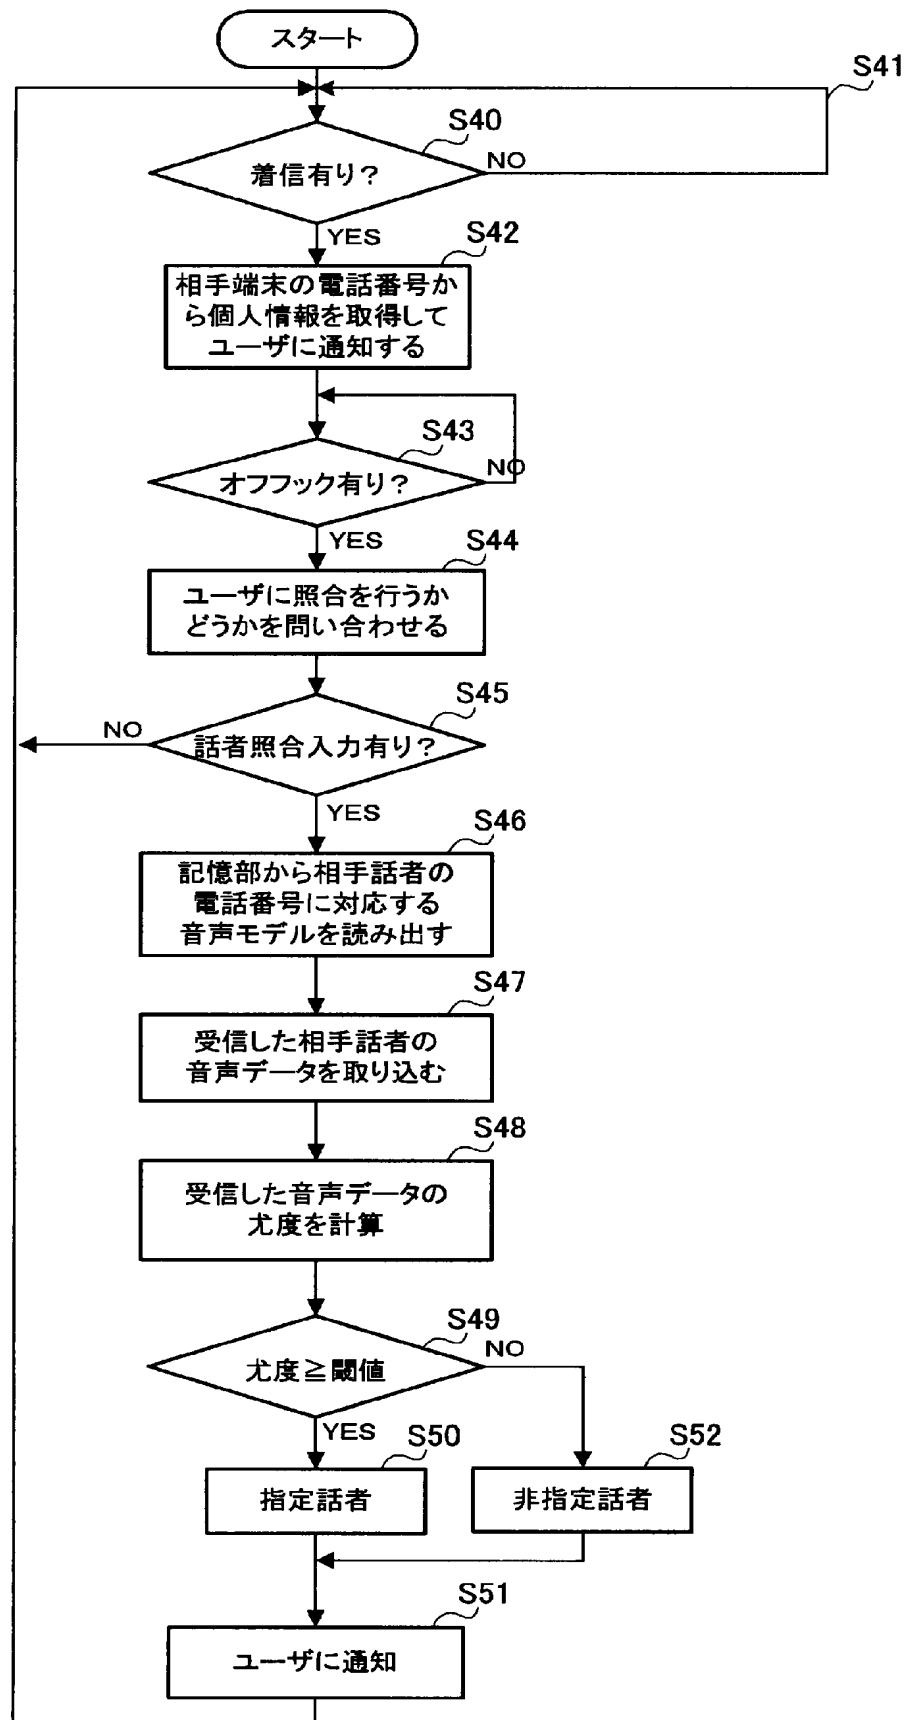 スタート
S41
S40
着信有り?
NO
YES
S42
相手端末の電話番号か
ら個人情報を取得して
ユーザに通知する
S43
オフフック有り?
NO
YES
S44
ユーザに照合を行うか
どうかを問い合わせる
S45
NO
話者照合入力有り?
YES
S46
記憶部から相手話者の
電話番号に対応する
音声モデルを読み出す
S47
受信した相手話者の
音声データを取り込む
S48
受信した音声データの
尤度を計算
S49
尤度≧閾値
NO
YES
S50
指定話者
S52
非指定話者
S51
ユーザに通知